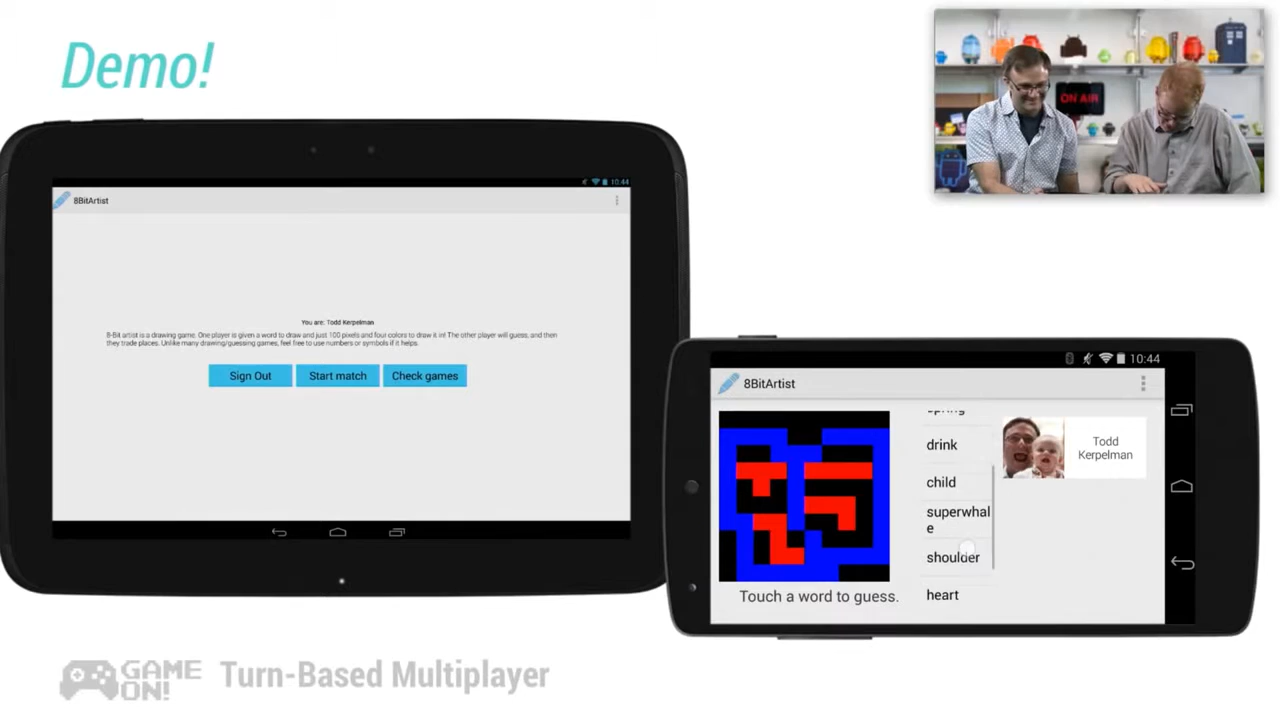 Demo!
ON AIR
10:44
8BitArtist
You are: Todd Kerpelman
8-Bit artist is a drawing game. One player is given a word to draw and just 100 pixels and four colors to draw it in! The other player will guess, and then
they trade places. Unlike many drawing/guessing games, feel free to use numbers or symbols if it helps.
Sign Out
Start match
Check games
10:44
8BitArtist
spring
drink
child
superwhal
e
shoulder
heart
Todd
Kerpelman
Touch a word to guess.
GAME
ON!
Turn-Based Multiplayer